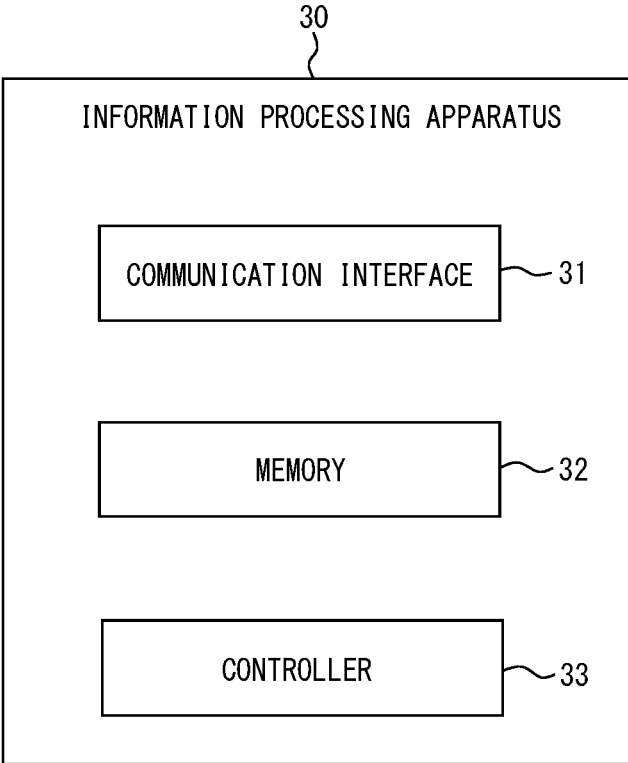 30
INFORMATION PROCESSING APPARATUS
COMMUNICATION INTERFACE
31
MEMORY
32
CONTROLLER
33